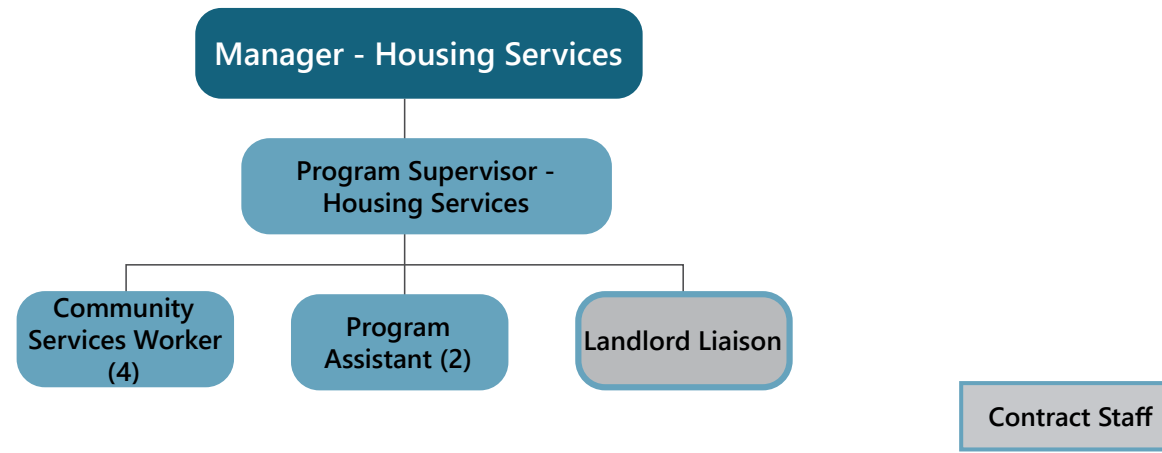 Manager - Housing Services
Program Supervisor -
Housing Services
Community
Services Worker
(4)
Program
Assistant (2)
Landlord Liaison
Contract Staff